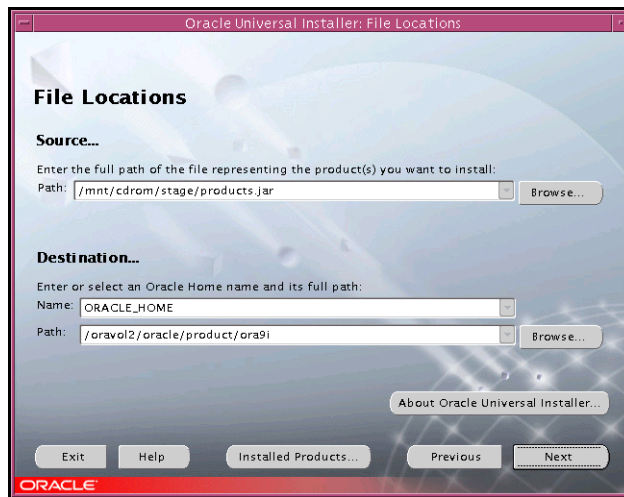 Oracle Universal Installer: File Locations
File Locations
Source...
Enter the full path of the file representing the product(s) you want to install:
Path: /mnt/cdrom/stage/products.jar Browse...
Destination...
Enter or select an Oracle Home name and its full path:
Name: ORACLE_HOME
Path: /oravol2/oracle/product/ora9i Browse...
About Oracle Universal Installer...
Exit Help Installed Products... Previous Next
ORACLE